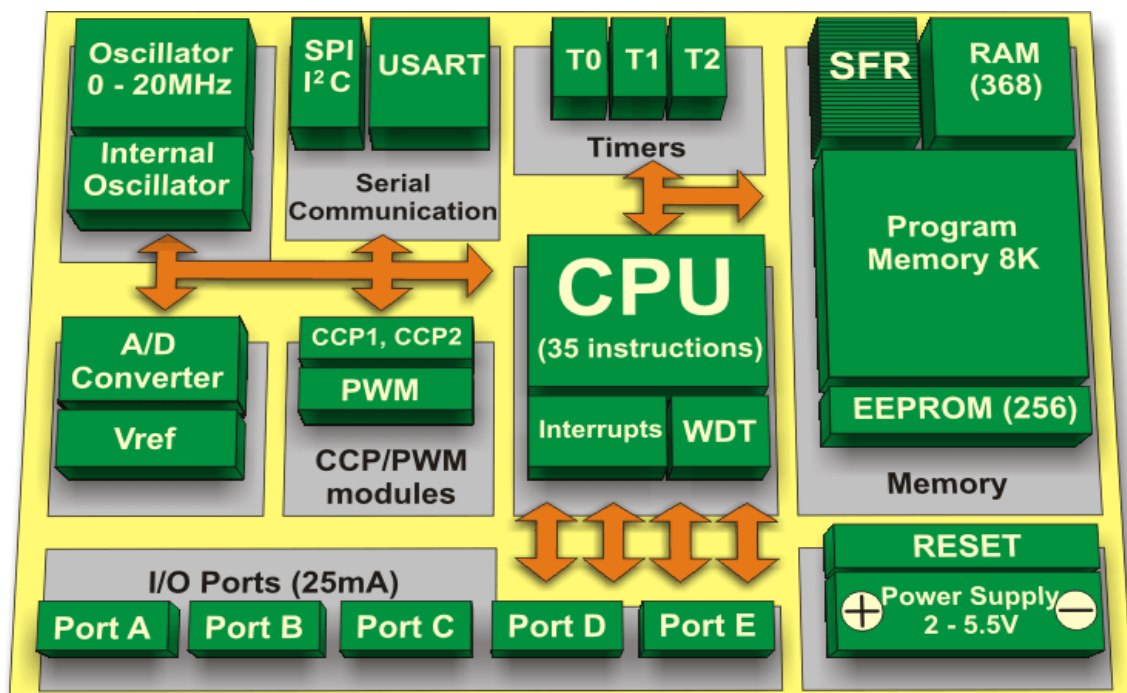 Oscillator
0 - 20MHz
Internal
Oscillator
SPI
I²C
USART
Serial
Communication
T0
T1
T2
Timers
SFR
RAM
(368)
Program
Memory 8K
EEPROM (256)
Memory
CPU
(35 instructions)
Interrupts
WDT
A/D
Converter
Vref
CCP1, CCP2
PWM
CCP/PWM
modules
I/O Ports (25mA)
Port A
Port B
Port C
Port D
Port E
RESET
+
Power Supply
2 - 5.5V
−